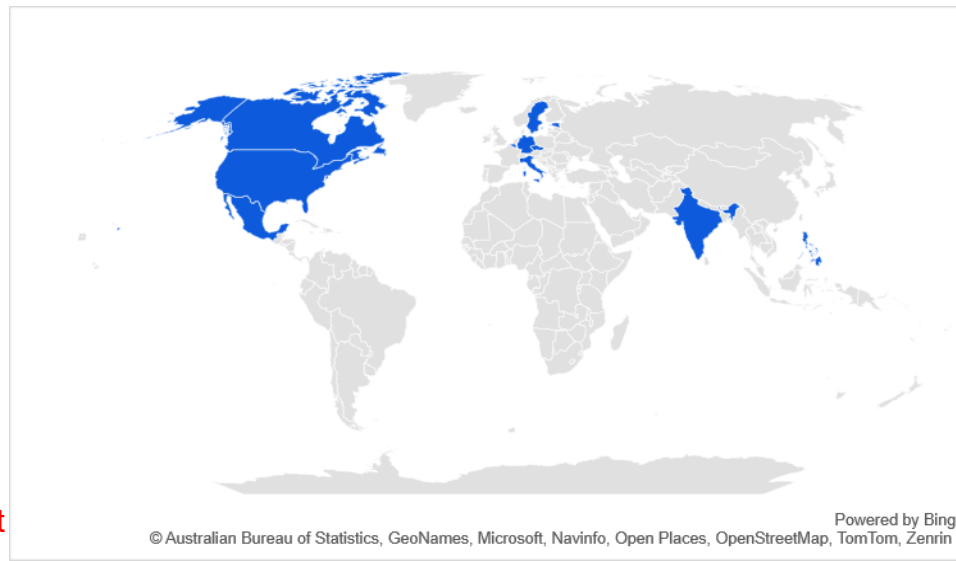 t
Powered by Bing
© Australian Bureau of Statistics, GeoNames, Microsoft, Navinfo, Open Places, OpenStreetMap, TomTom, Zenrin